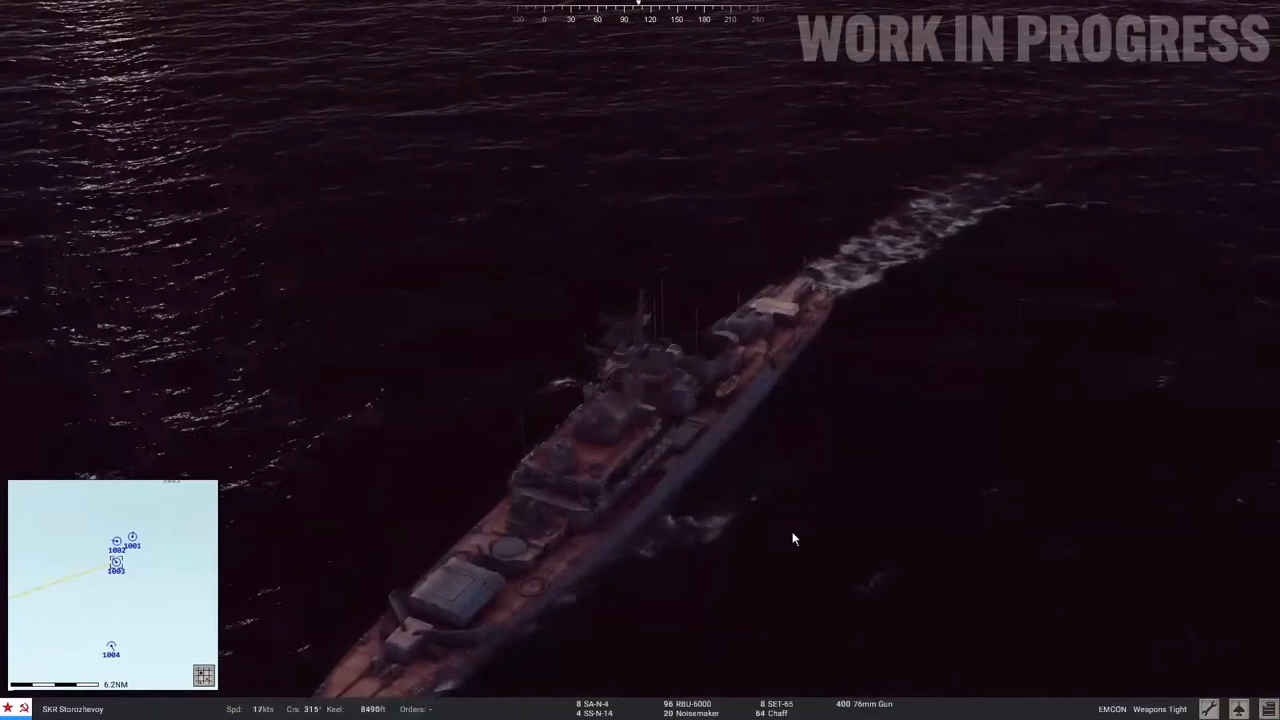 330 0 30 60 90 120 150 180 210 240
WORK IN PROGRESS
1002 1001
1003
1004
6.2NM
SKR Storozhevoy Spd: 17kts Crs: 315° Keel: 8490ft Orders: -
8 SA-N-4 96 RBU-6000 8 SET-65 400 76mm Gun
4 SS-N-14 20 Noisemaker 64 Chaff
EMCON Weapons Tight